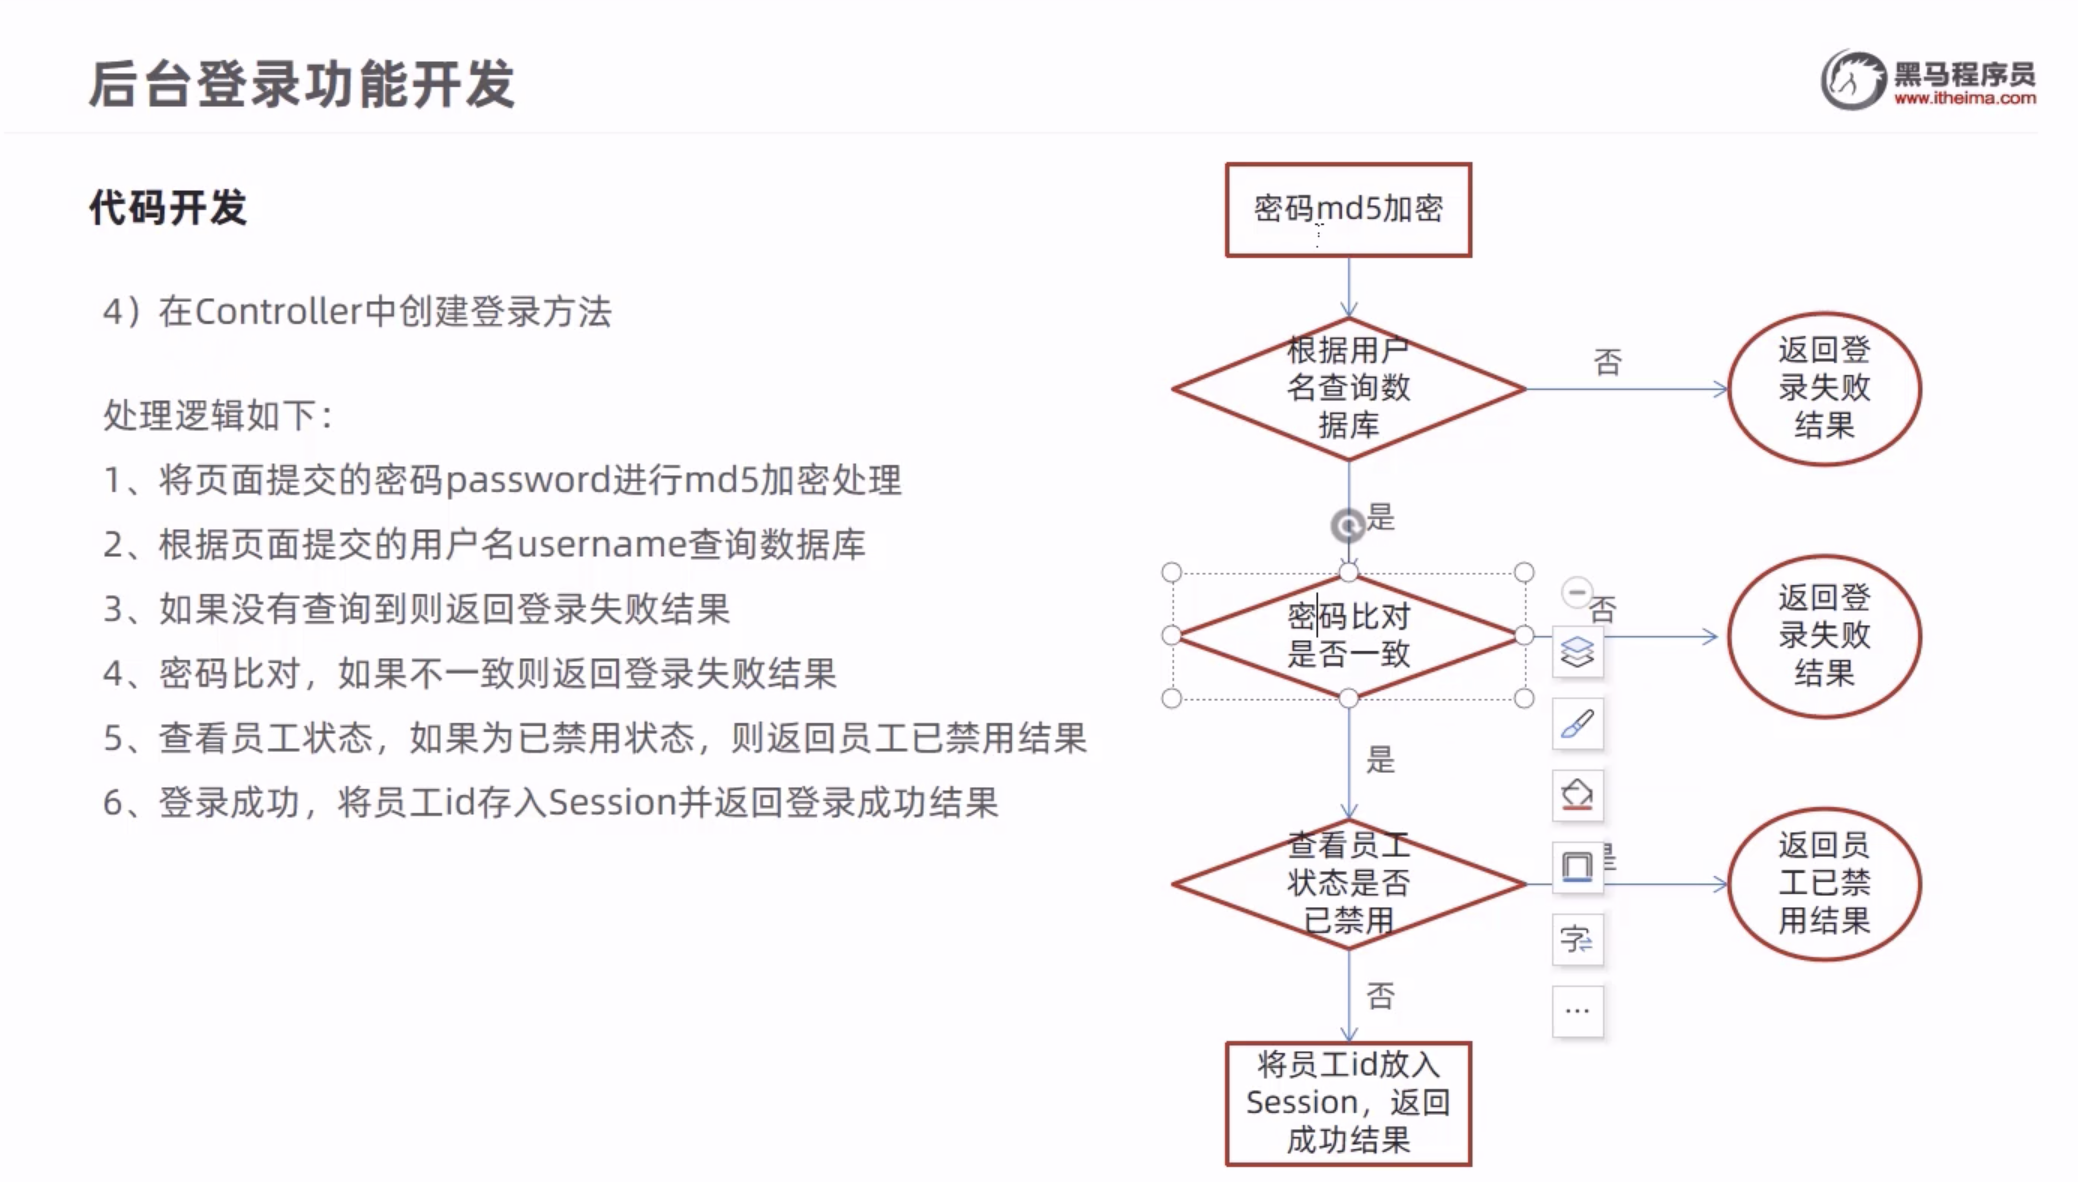 后台登录功能开发
黑马程序员
www.itheima.com
代码开发
4）在Controller中创建登录方法
处理逻辑如下：
1、将页面提交的密码password进行md5加密处理
2、根据页面提交的用户名username查询数据库
3、如果没有查询到则返回登录失败结果
4、密码比对，如果不一致则返回登录失败结果
5、查看员工状态，如果为已禁用状态，则返回员工已禁用结果
6、登录成功，将员工id存入Session并返回登录成功结果
密码md5加密
根据用户
名查询数
据库
否
返回登
录失败
结果
是
密码比对
是否一致
否
返回登
录失败
结果
是
查看员工
状态是否
已禁用
是
返回员
工已禁
用结果
否
将员工id放入
Session，返回
成功结果
字